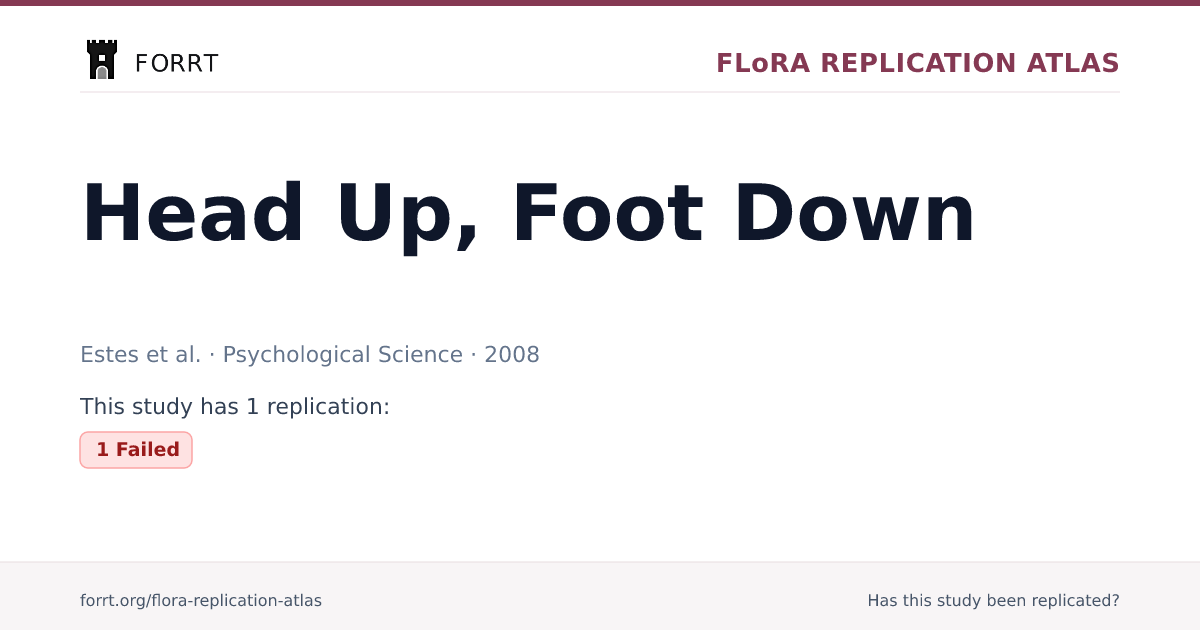 FORRT
FLoRA REPLICATION ATLAS
Head Up, Foot Down
Estes et al. · Psychological Science · 2008
This study has 1 replication:
1 Failed
forrt.org/flora-replication-atlas
Has this study been replicated?